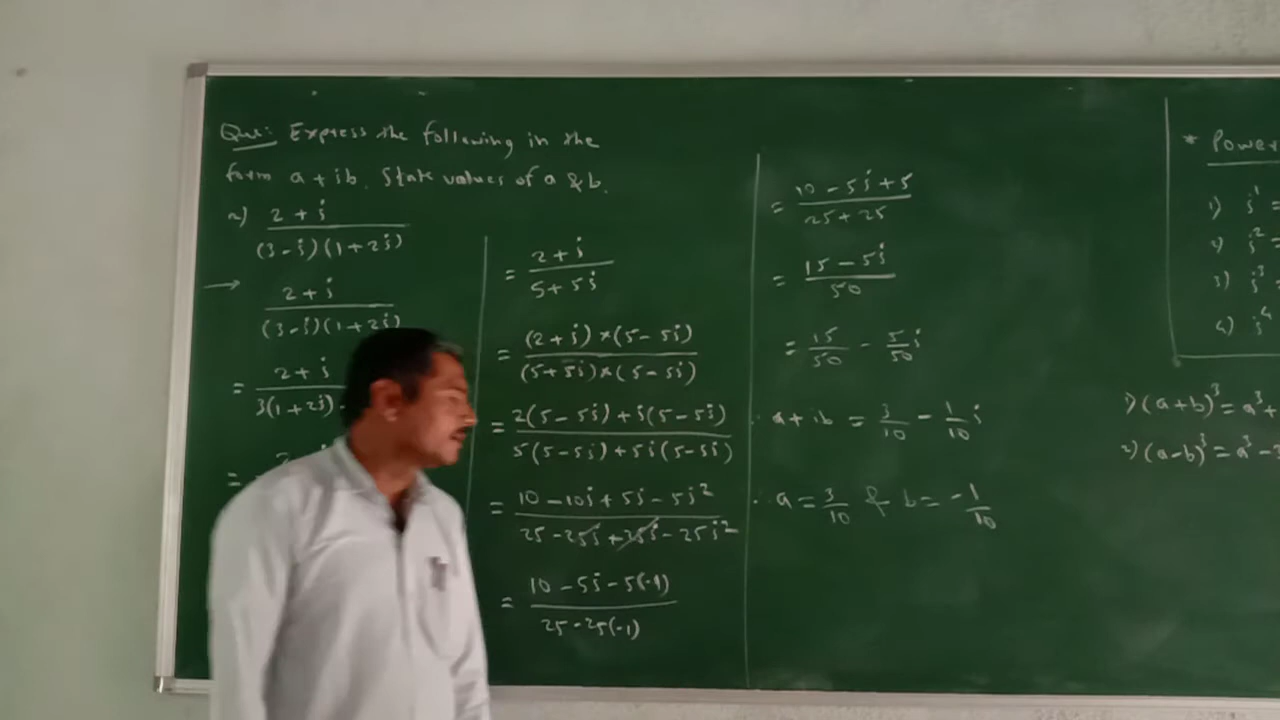 Que: Express the following in the
form a + ib. State values of a & b.
(2 + i) / ((3 - i)(1 + 2i))
→ (2 + i) / ((3 - i)(1 + 2i))
= (2 + i) / (3(1 + 2i)
=
= (2 + i) / (5 + 5i)
= ((2 + i) × (5 - 5i)) / ((5 + 5i) × (5 - 5i))
= (2(5 - 5i) + i(5 - 5i)) / (5(5 - 5i) + 5i(5 - 5i))
= (10 - 10i + 5i - 5i²) / (25 - 25i + 25i - 25i²)
= (10 - 5i - 5(-1)) / (25 - 25(-1))
= (10 - 5i + 5) / (25 + 25)
= (15 - 5i) / 50
= 15/50 - 5/50 i
∴ a + ib = 3/10 - 1/10 i
∴ a = 3/10 & b = -1/10
* Power
1) i¹ =
2) i² =
3) i³ =
4) i⁴
1) (a + b)³ = a³ +
2) (a - b)³ = a³ - 3